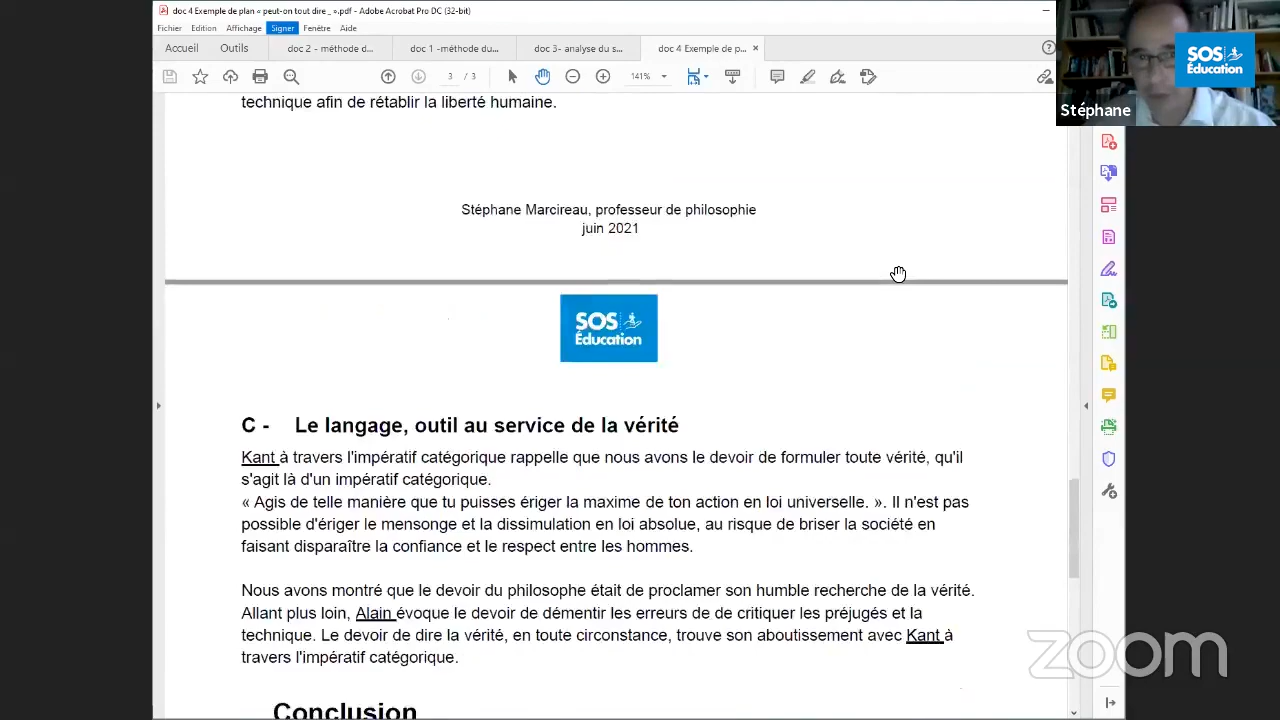 doc 4 Exemple de plan « peut-on tout dire _ ».pdf - Adobe Acrobat Pro DC (32-bit)
Fichier Edition Affichage Signer Fenêtre Aide
Accueil Outils doc 2 - méthode d... doc 1 -méthode du... doc 3- analyse du s... doc 4 Exemple de p... ×
3 / 3 141%
SOS
Éducation
Stéphane
technique afin de rétablir la liberté humaine.
Stéphane Marcireau, professeur de philosophie
juin 2021
SOS
Éducation
C - Le langage, outil au service de la vérité
Kant à travers l'impératif catégorique rappelle que nous avons le devoir de formuler toute vérité, qu'il
s'agit là d'un impératif catégorique.
« Agis de telle manière que tu puisses ériger la maxime de ton action en loi universelle. ». Il n'est pas
possible d'ériger le mensonge et la dissimulation en loi absolue, au risque de briser la société en
faisant disparaître la confiance et le respect entre les hommes.
Nous avons montré que le devoir du philosophe était de proclamer son humble recherche de la vérité.
Allant plus loin, Alain évoque le devoir de démentir les erreurs de de critiquer les préjugés et la
technique. Le devoir de dire la vérité, en toute circonstance, trouve son aboutissement avec Kant à
travers l'impératif catégorique.
zoom
Conclusion